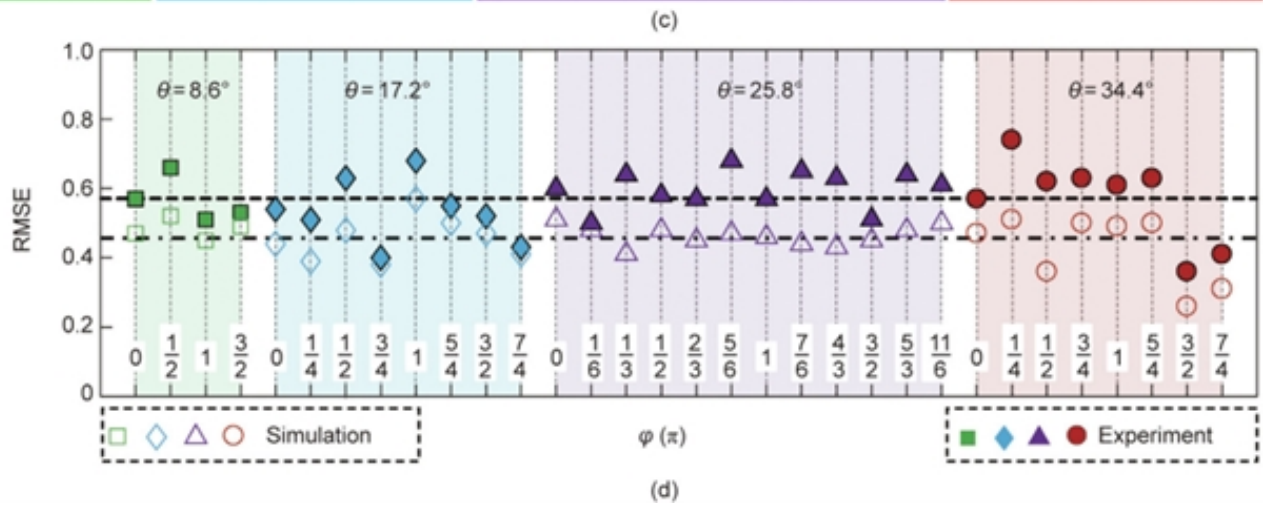 (c)
1.0
θ = 8.6°
θ = 17.2°
θ = 25.8°
θ = 34.4°
0.8
0.6
RMSE
0.4
0.2
0 1/2 1 3/2 0 1/4 1/2 3/4 1 5/4 3/2 7/4 0 1/6 1/3 1/2 2/3 5/6 1 7/6 4/3 3/2 5/3 11/6 0 1/4 1/2 3/4 1 5/4 3/2 7/4
0
Simulation
φ (π)
Experiment
(d)